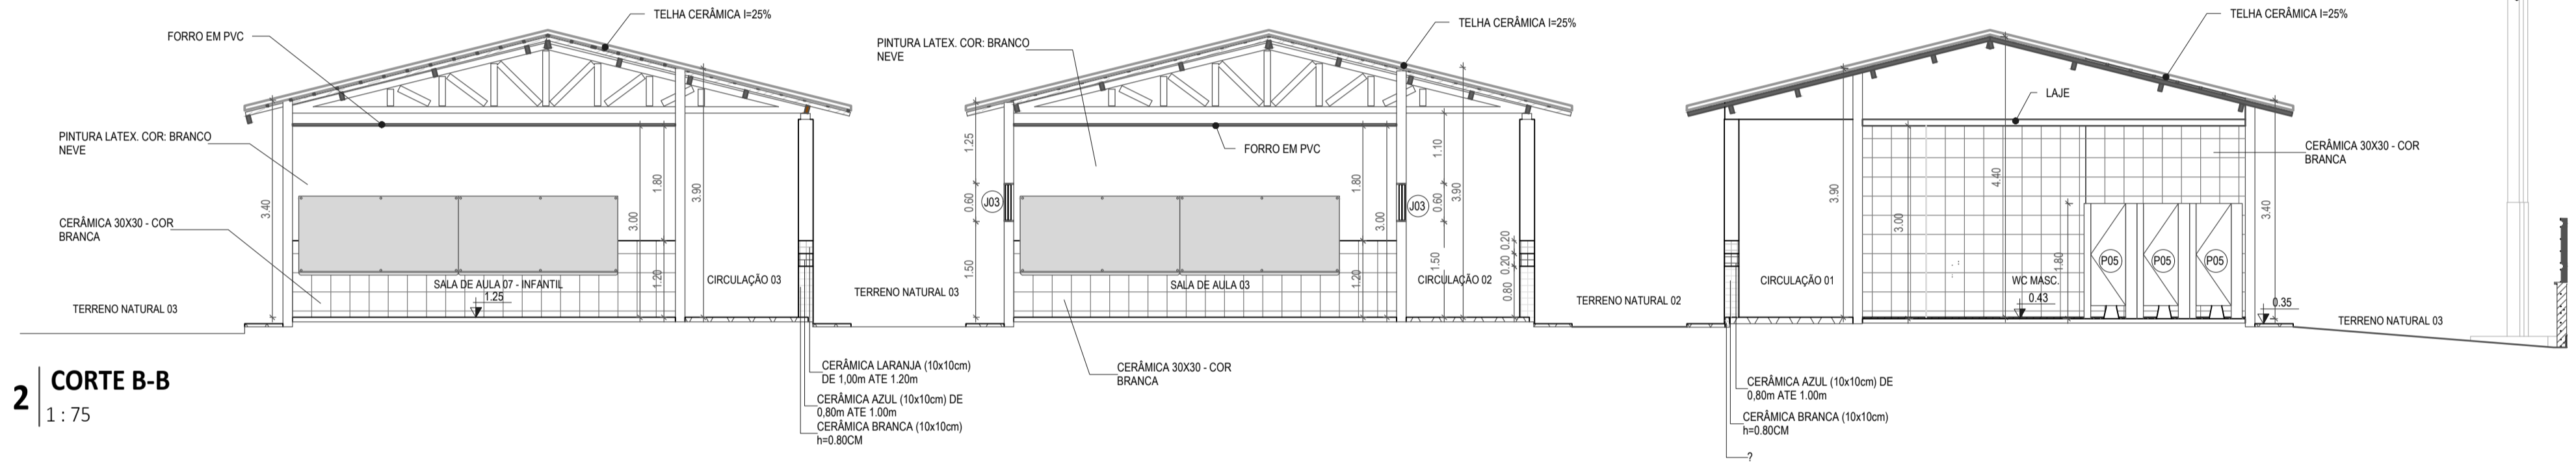 TELHA CERÂMICA I=25%
FORRO EM PVC
PINTURA LATEX. COR: BRANCO
NEVE
CERÂMICA 30X30 - COR
BRANCA
TERRENO NATURAL 03
3.40
SALA DE AULA 07 - INFANTIL
1.25
3.00
1.80
1.20
3.90
CIRCULAÇÃO 03
CERÂMICA LARANJA (10x10cm)
DE 1,00m ATE 1.20m
CERÂMICA AZUL (10x10cm) DE
0,80m ATE 1.00m
CERÂMICA BRANCA (10x10cm)
h=0.80CM
TELHA CERÂMICA I=25%
PINTURA LATEX. COR: BRANCO
NEVE
FORRO EM PVC
TERRENO NATURAL 03
1.25
0.60
1.50
J03
SALA DE AULA 03
1.80
3.00
1.20
J03
1.10
0.60
1.50
3.90
CIRCULAÇÃO 02
0.20
0.20
0.80
CERÂMICA 30X30 - COR
BRANCA
TERRENO NATURAL 02
TELHA CERÂMICA I=25%
LAJE
CERÂMICA 30X30 - COR
BRANCA
CIRCULAÇÃO 01
3.90
3.00
4.40
WC MASC.
0.43
1.80
P05
P05
P05
3.40
0.35
TERRENO NATURAL 03
CERÂMICA AZUL (10x10cm) DE
0,80m ATE 1.00m
CERÂMICA BRANCA (10x10cm)
h=0.80CM
?
2
CORTE B-B
1 : 75